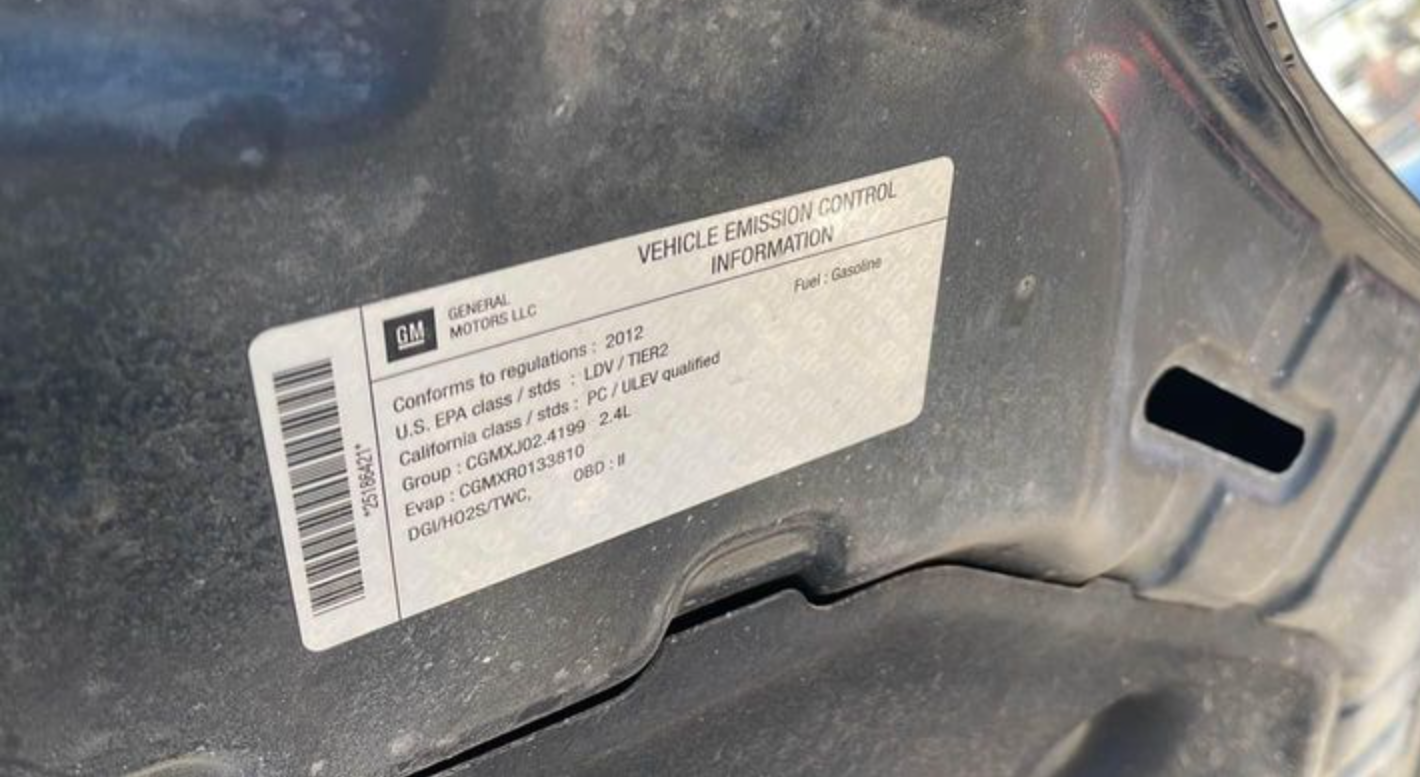 VEHICLE EMISSION CONTROL
INFORMATION
GM
GENERAL
MOTORS LLC
Fuel : Gasoline
Conforms to regulations : 2012
U.S. EPA class / stds : LDV / TIER2
California class / stds : PC / ULEV qualified
Group : CGMXJ02.4199 2.4L
Evap : CGMXR0133810
DGI/HO2S/TWC, OBD : II
*25186421*